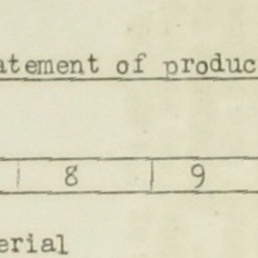 atement of produc
8 9
erial